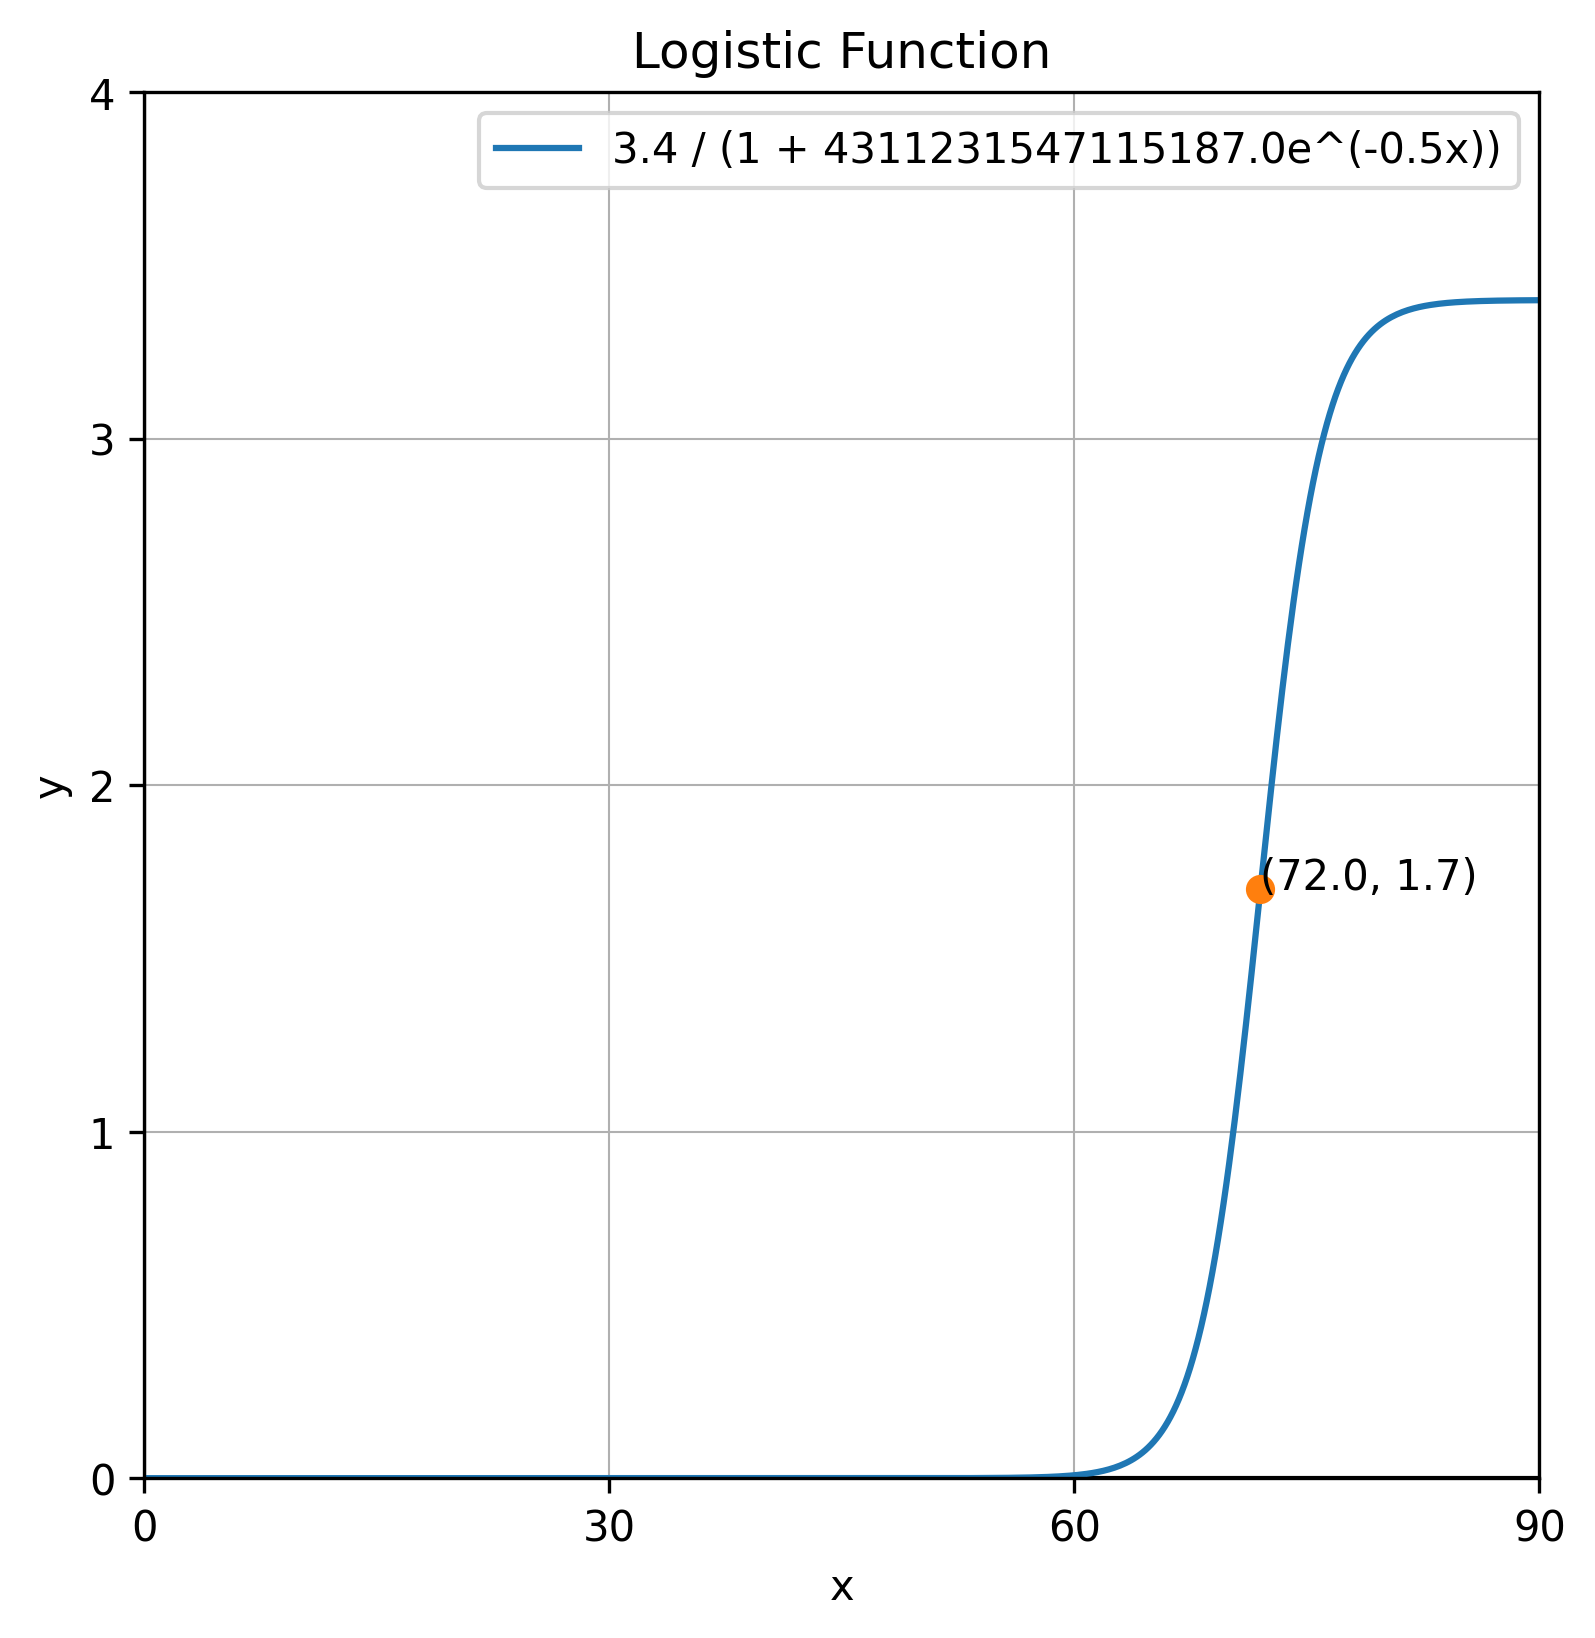 Logistic Function
3.4 / (1 + 4311231547115187.0e^(-0.5x))
4
3
2
1
0
y
(72.0, 1.7)
0 30 60 90
x